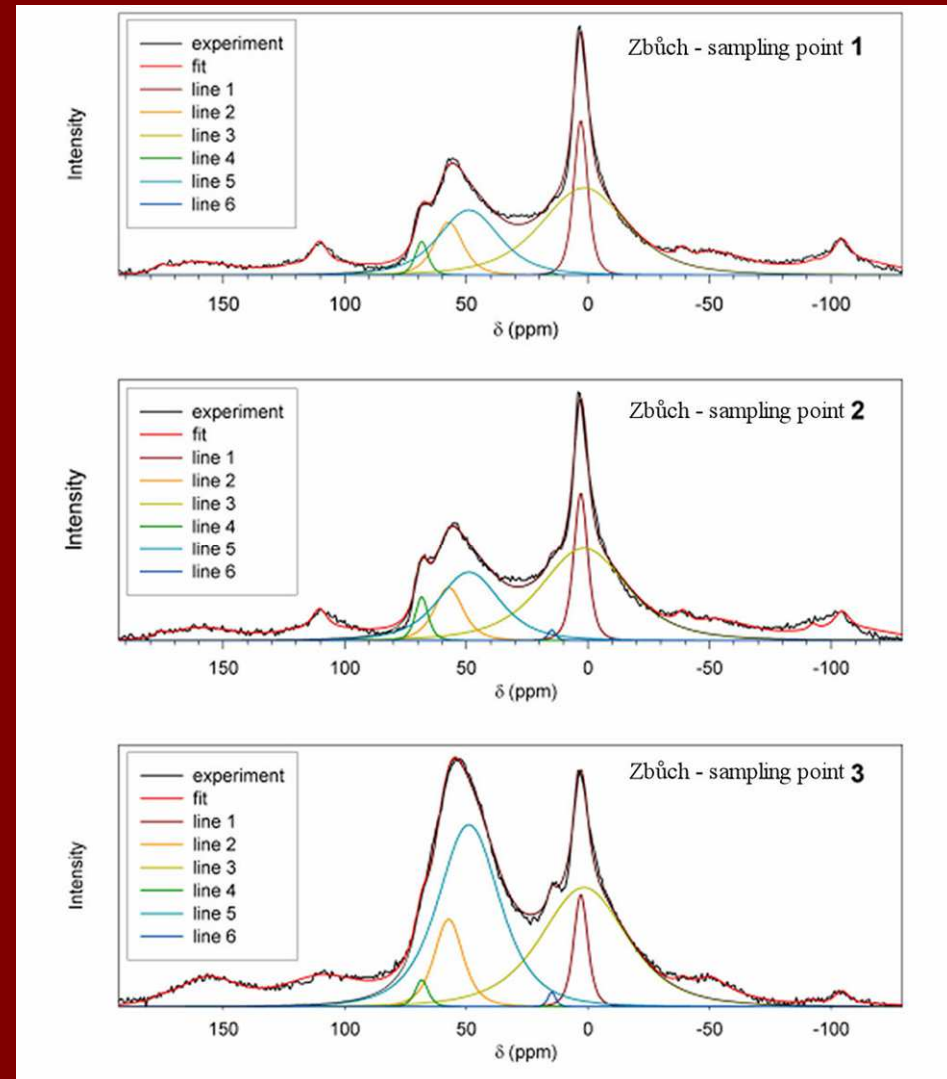 Zbůch - sampling point 1
experiment
fit
line 1
line 2
line 3
line 4
line 5
line 6
Intensity
150 100 50 0 -50 -100
δ (ppm)
Zbůch - sampling point 2
experiment
fit
line 1
line 2
line 3
line 4
line 5
line 6
Intensity
150 100 50 0 -50 -100
δ (ppm)
Zbůch - sampling point 3
experiment
fit
line 1
line 2
line 3
line 4
line 5
line 6
Intensity
150 100 50 0 -50 -100
δ (ppm)